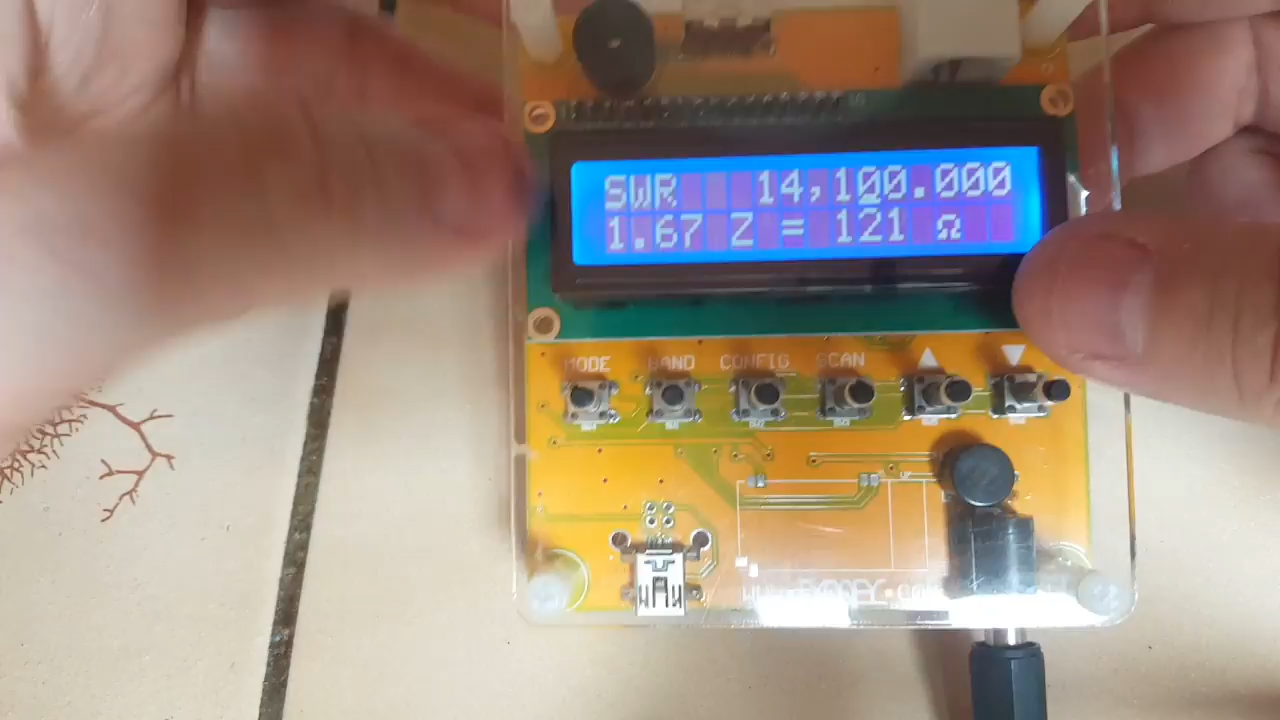 SWR 14,100.000
1.67 Z = 121 Ω
MODE BAND CONFIG SCAN ▲ ▼